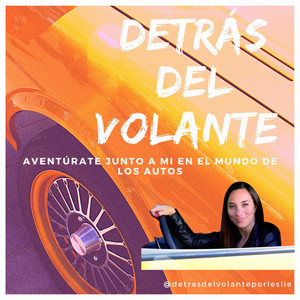 DETRÁS
DEL
VOLANTE
AVENTÚRATE JUNTO A MI EN EL MUNDO DE
LOS AUTOS
@detrasdelvolanteporleslie